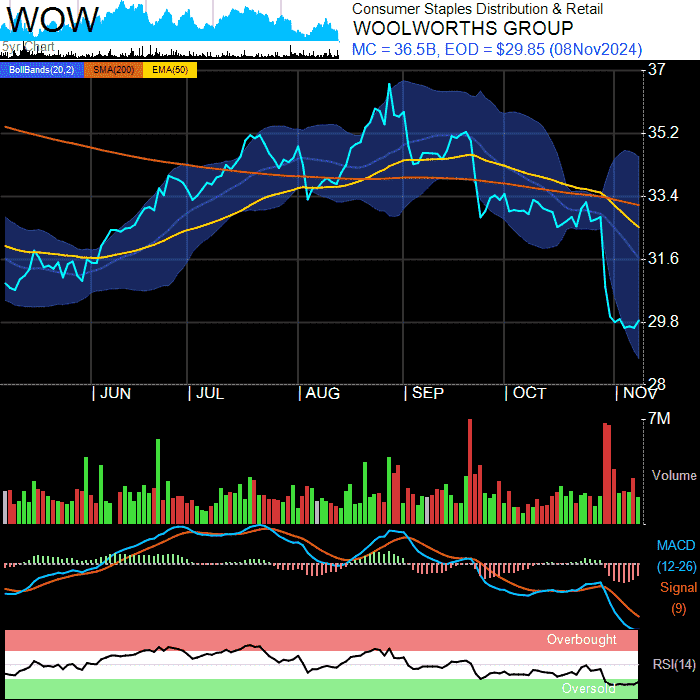 WOW
5yr Chart
Consumer Staples Distribution & Retail
WOOLWORTHS GROUP
MC = 36.5B, EOD = $29.85 (08Nov2024)
BollBands(20,2) SMA(200) EMA(50)
37
35.2
33.4
31.6
29.8
28
| JUN | JUL | AUG | SEP | OCT | NOV
7M
Volume
MACD
(12-26)
Signal
(9)
Overbought
RSI(14)
Oversold